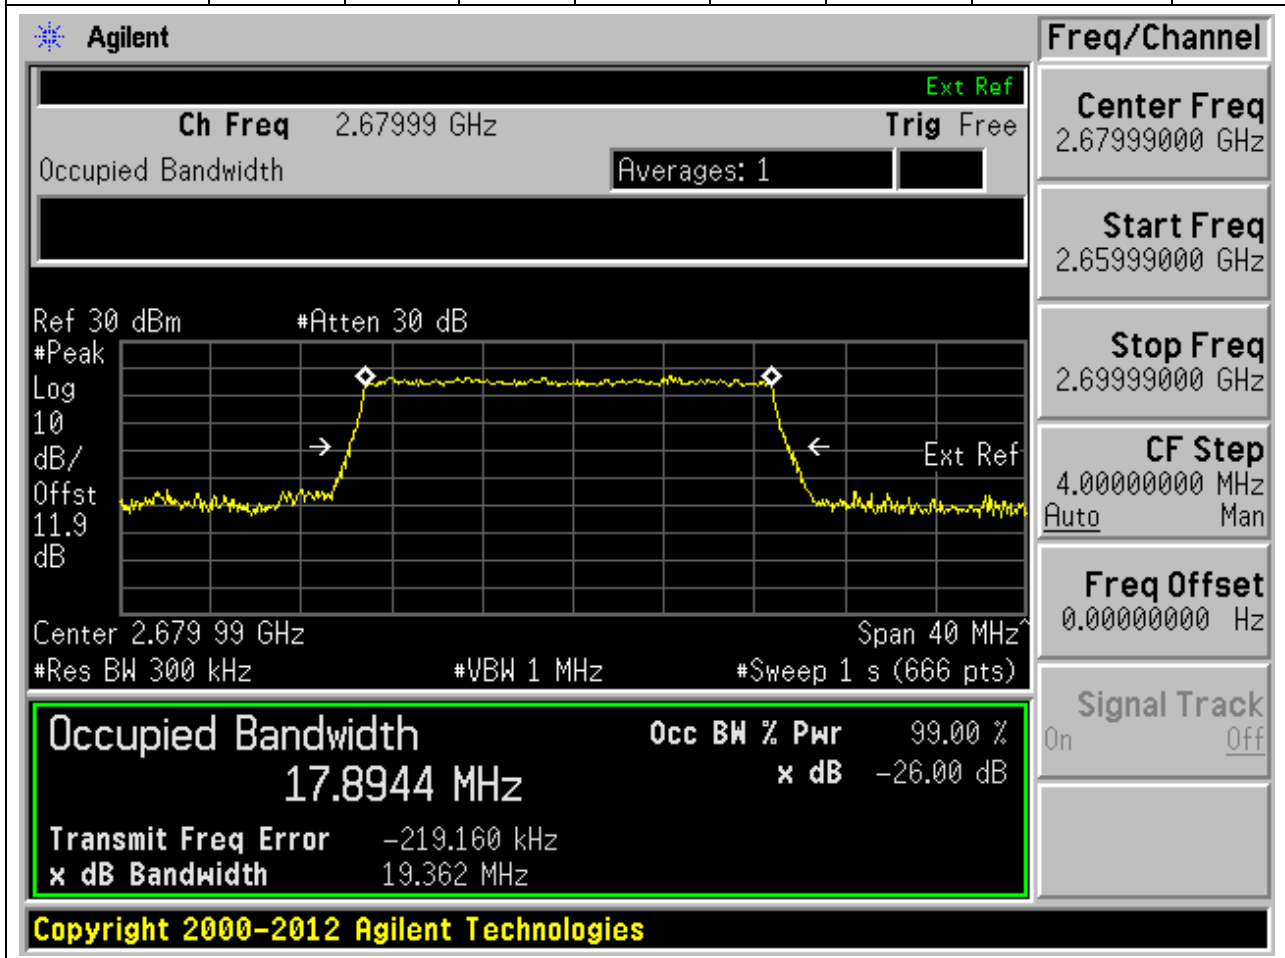 Agilent
Freq/Channel
Ext Ref
Ch Freq 2.67999 GHz Trig Free
Occupied Bandwidth Averages: 1
Center Freq
2.67999000 GHz
Start Freq
2.65999000 GHz
Stop Freq
2.69999000 GHz
CF Step
4.00000000 MHz
Auto Man
Freq Offset
0.00000000 Hz
Signal Track
On Off
Ref 30 dBm #Atten 30 dB
#Peak
Log
10
dB/
Offst
11.9
dB
Ext Ref
Center 2.679 99 GHz Span 40 MHz^
#Res BW 300 kHz #VBW 1 MHz #Sweep 1 s (666 pts)
Occupied Bandwidth Occ BW % Pwr 99.00 %
17.8944 MHz x dB -26.00 dB
Transmit Freq Error -219.160 kHz
x dB Bandwidth 19.362 MHz
Copyright 2000-2012 Agilent Technologies